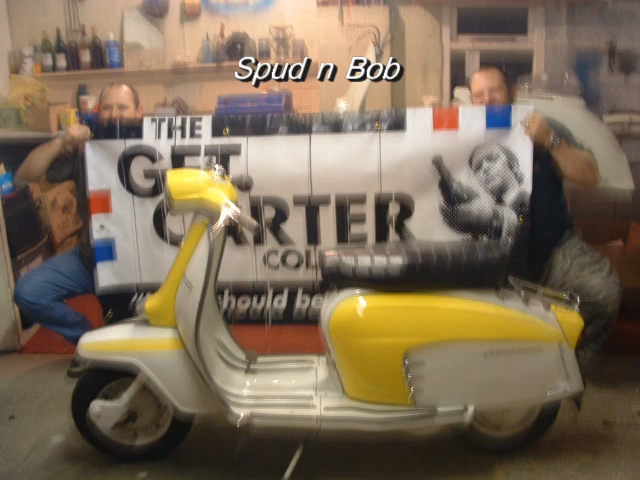 Spud n Bob
THE
GET
CARTER
COL
should be